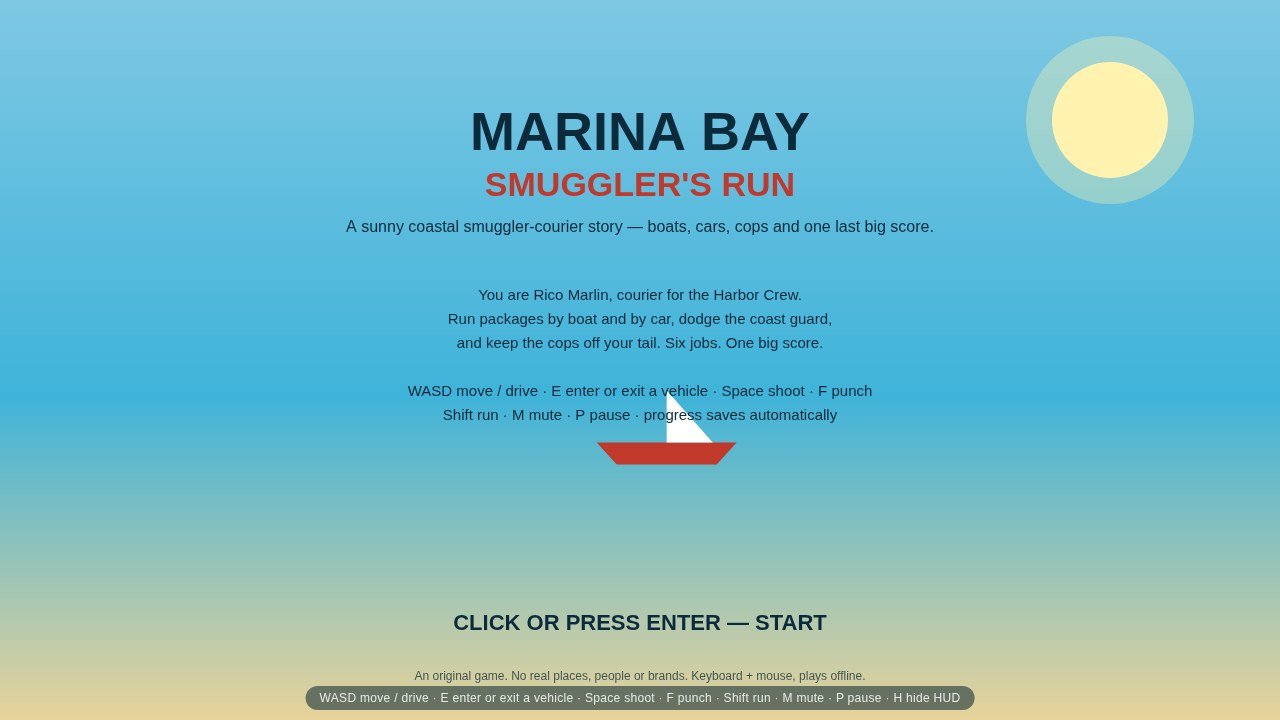 MARINA BAY
SMUGGLER'S RUN
A sunny coastal smuggler-courier story — boats, cars, cops and one last big score.
You are Rico Marlin, courier for the Harbor Crew.
Run packages by boat and by car, dodge the coast guard,
and keep the cops off your tail. Six jobs. One big score.
WASD move / drive · E enter or exit a vehicle · Space shoot · F punch
Shift run · M mute · P pause · progress saves automatically
CLICK OR PRESS ENTER — START
An original game. No real places, people or brands. Keyboard + mouse, plays offline.
WASD move / drive · E enter or exit a vehicle · Space shoot · F punch · Shift run · M mute · P pause · H hide HUD